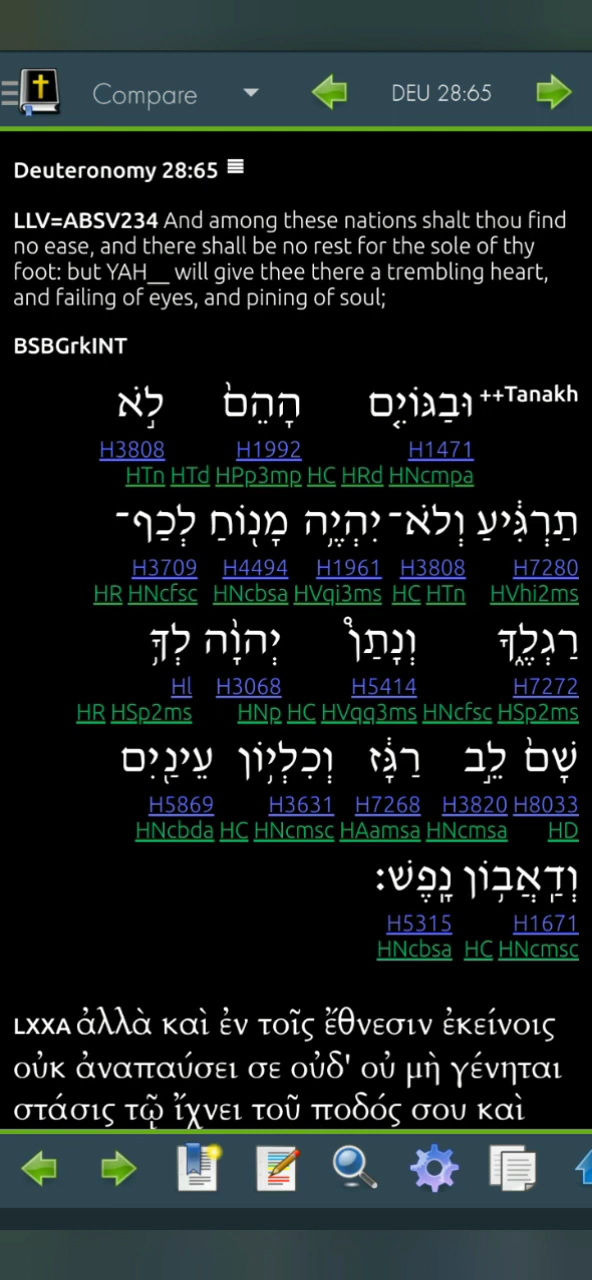 Compare DEU 28:65
Deuteronomy 28:65
LLV=ABSV234 And among these nations shalt thou find
no ease, and there shall be no rest for the sole of thy
foot: but YAH__ will give thee there a trembling heart,
and failing of eyes, and pining of soul;
BSBGrkINT
++Tanakh וּבַגּוֹיִ֤ם הָהֵם֙ לֹ֣א
H3808 H1992 H1471
HTn HTd HPp3mp HC HRd HNcmpa
תַרְגִּ֔יעַ וְלֹא־ יִהְיֶ֥ה מָנ֖וֹחַ לְכַף־
H3709 H4494 H1961 H3808 H7280
HR HNcfsc HNcbsa HVqi3ms HC HTn HVhi2ms
רַגְלֶ֑ךָ וְנָתַן֩ יְהוָ֨ה לְךָ֥
Hl H3068 H5414 H7272
HR HSp2ms HNp HC HVqq3ms HNcfsc HSp2ms
שָׁם֙ לֵ֣ב רַגָּ֔ז וְכִלְי֥וֹן עֵינַ֖יִם
H5869 H3631 H7268 H3820 H8033
HNcbda HC HNcmsc HAamsa HNcmsa HD
וְדַֽאֲב֥וֹן נָֽפֶשׁ׃
H5315 H1671
HNcbsa HC HNcmsc
LXXA ἀλλὰ καὶ ἐν τοῖς ἔθνεσιν ἐκείνοις
οὐκ ἀναπαύσει σε οὐδ' οὐ μὴ γένηται
στάσις τῷ ἴχνει τοῦ ποδός σου καὶ